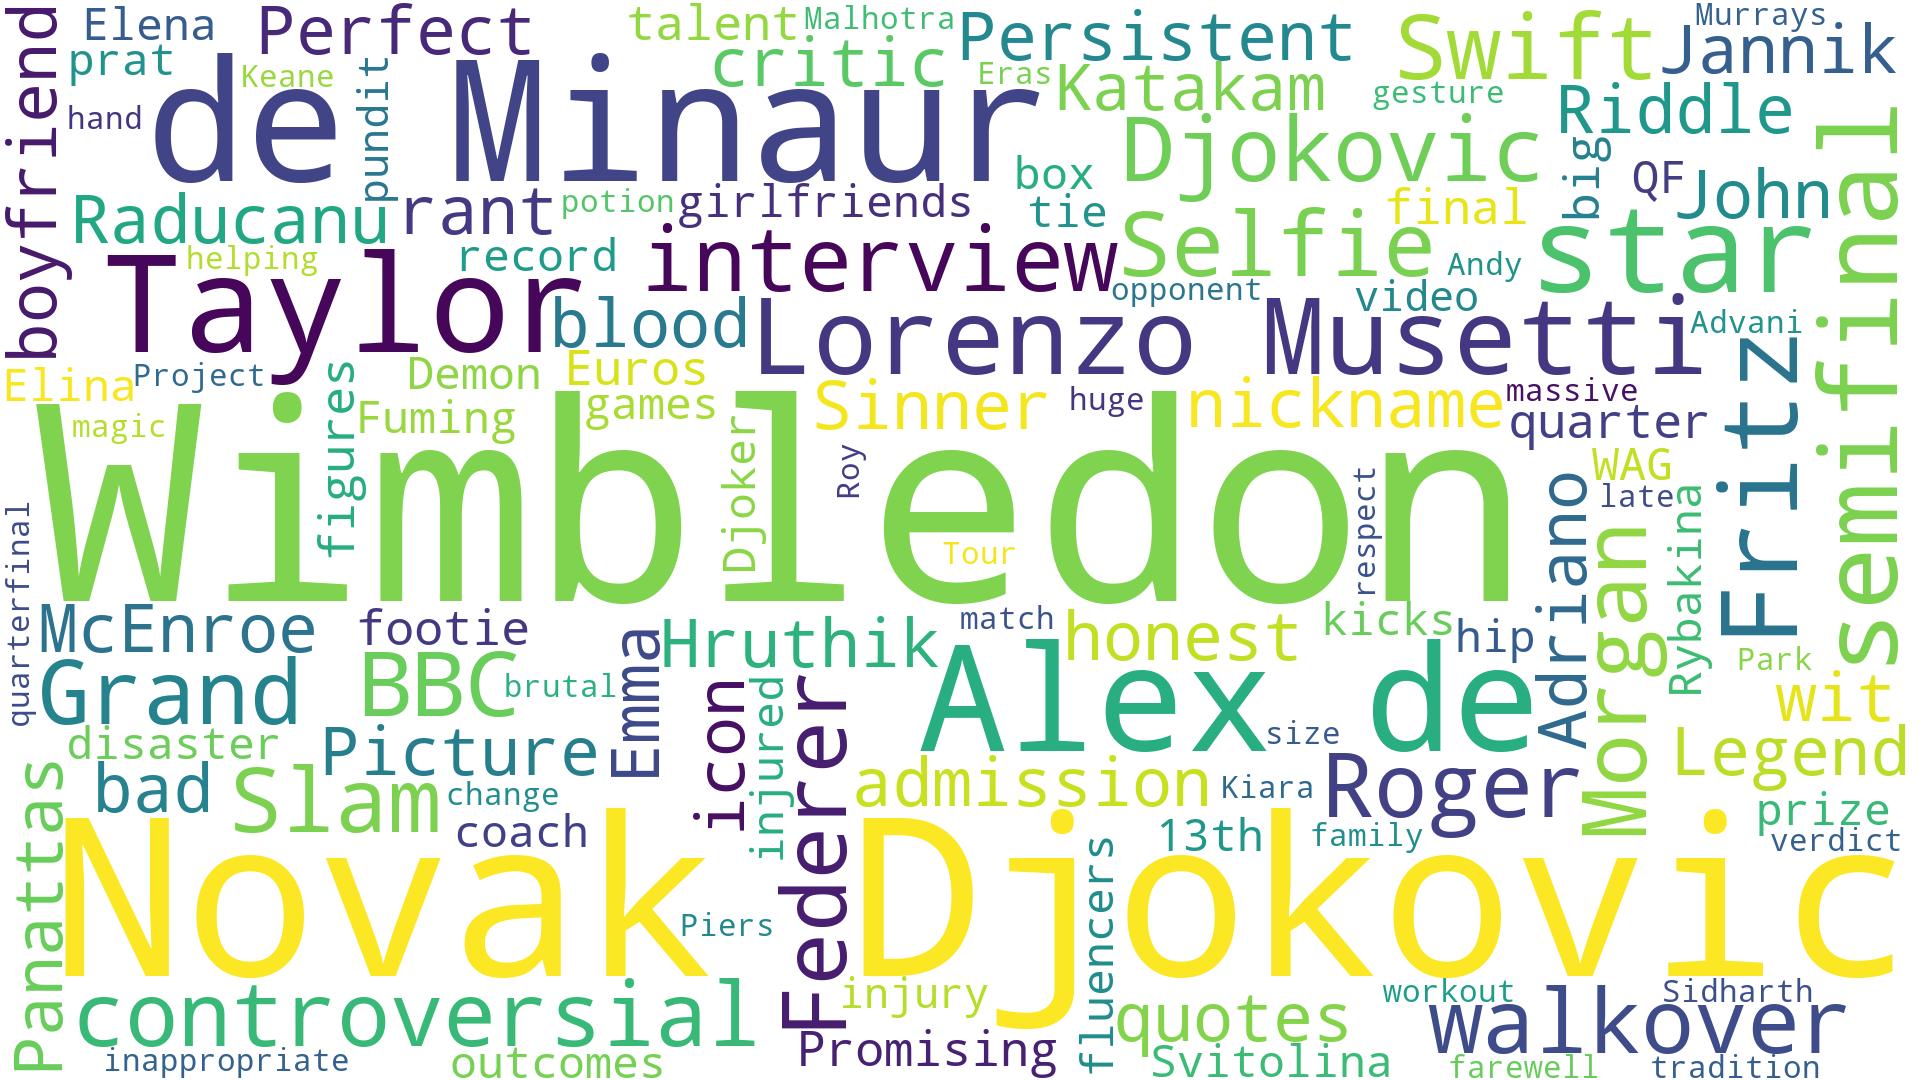 boyfriend
Elena
Perfect
talent
Malhotra
Persistent
Swift
Murrays
Jannik
prat
Keane
pundit
critic
Eras
Katakam
gesture
Riddle
hand
de Minaur
Djokovic
big
QF
John
semifinal
Raducanu
rant
potion
girlfriends
box
tie
final
star
helping
record
interview
Selfie
Andy
Taylor
blood
opponent
video
Lorenzo Musetti
Advani
Elina
Project
figures
Demon
Euros
Sinner
huge
nickname
massive
quarter
Fritz
magic
Fuming
games
Wimbledon
Djoker
Roy
Tour
respect
WAG
late
Rybakina
Adriano
Morgan
quarterfinal
McEnroe
footie
Emma
Hruthik
match
honest
kicks
hip
Park
Grand
BBC
brutal
icon
injured
Federer
Alex de
size
wit
disaster
Picture
Legend
Panattas
bad
Slam
change
coach
admission
Kiara
Roger
prize
13th
family
verdict
Novak Djokovic
Piers
fluencers
controversial
injury
quotes
workout
Sidharth
walkover
inappropriate
outcomes
Promising
Svitolina
farewell
tradition